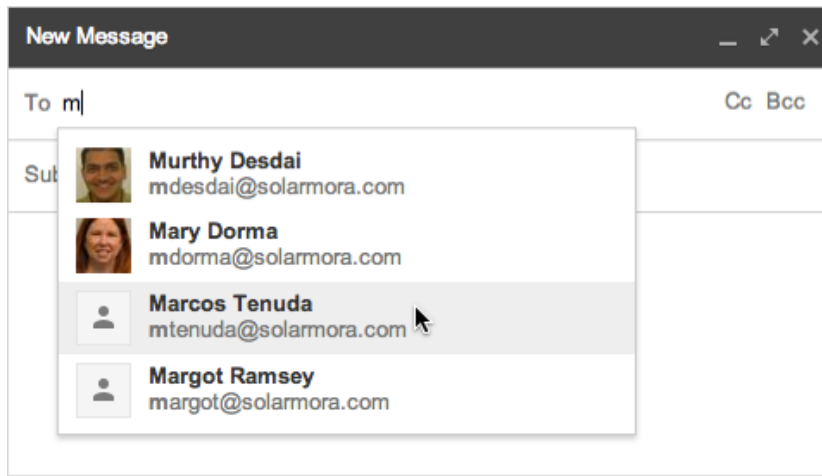 New Message
To m Cc Bcc
Murthy Desdai
mdesdai@solarmora.com
Sub
Mary Dorma
mdorma@solarmora.com
Marcos Tenuda
mtenuda@solarmora.com
Margot Ramsey
margot@solarmora.com